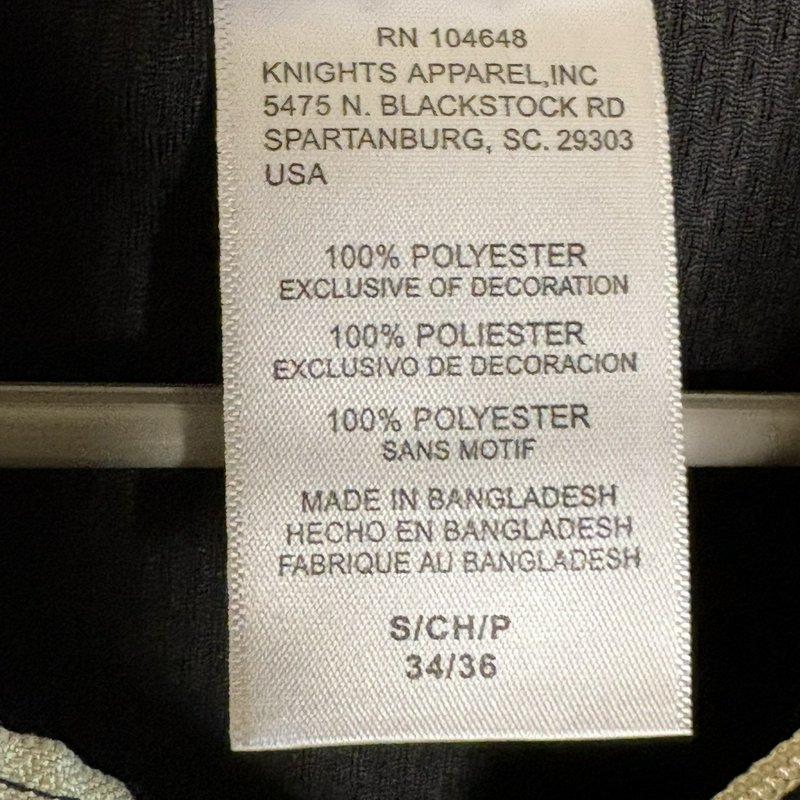 RN 104648
KNIGHTS APPAREL,INC
5475 N. BLACKSTOCK RD
SPARTANBURG, SC. 29303
USA
100% POLYESTER
EXCLUSIVE OF DECORATION
100% POLIESTER
EXCLUSIVO DE DECORACION
100% POLYESTER
SANS MOTIF
MADE IN BANGLADESH
HECHO EN BANGLADESH
FABRIQUE AU BANGLADESH
S/CH/P
34/36